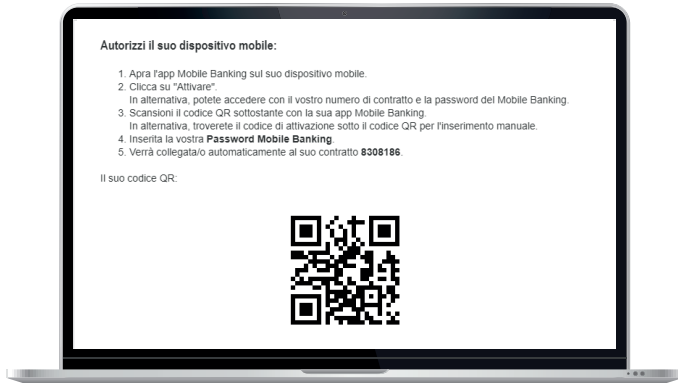 Autorizzi il suo dispositivo mobile:
1. Apra l'app Mobile Banking sul suo dispositivo mobile.
2. Clicca su "Attivare".
In alternativa, potete accedere con il vostro numero di contratto e la password del Mobile Banking.
3. Scansioni il codice QR sottostante con la sua app Mobile Banking.
In alternativa, troverete il codice di attivazione sotto il codice QR per l'inserimento manuale.
4. Inserita la vostra Password Mobile Banking.
5. Verrà collegata/o automaticamente al suo contratto 8308186.
Il suo codice QR: